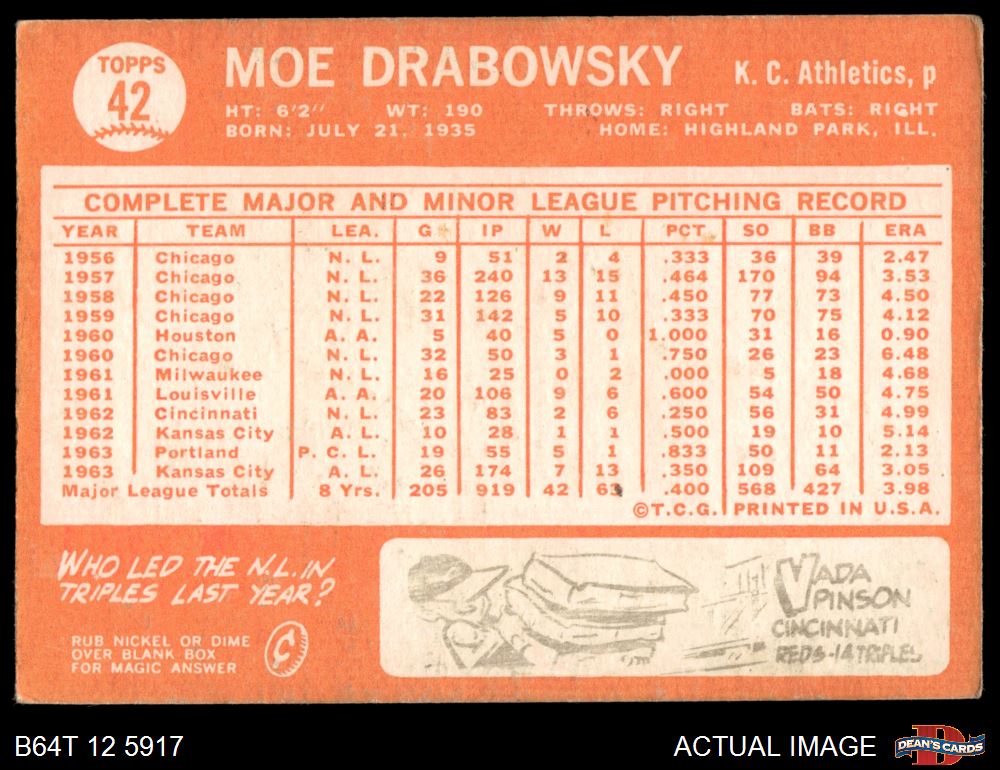 TOPPS
42
MOE DRABOWSKY
K. C. Athletics, p
HT: 6'2" WT: 190 THROWS: RIGHT BATS: RIGHT
BORN: JULY 21, 1935 HOME: HIGHLAND PARK, ILL.
COMPLETE MAJOR AND MINOR LEAGUE PITCHING RECORD
YEAR TEAM LEA. G IP W L PCT. SO BB ERA
1956 Chicago N. L. 9 51 2 4 .333 36 39 2.47
1957 Chicago N. L. 36 240 13 15 .464 170 94 3.53
1958 Chicago N. L. 22 126 9 11 .450 77 73 4.50
1959 Chicago N. L. 31 142 5 10 .333 70 75 4.12
1960 Houston A. A. 5 40 5 0 1.000 31 16 0.90
1960 Chicago N. L. 32 50 3 1 .750 26 23 6.48
1961 Milwaukee N. L. 16 25 0 2 .000 5 18 4.68
1961 Louisville A. A. 20 106 9 6 .600 54 50 4.75
1962 Cincinnati N. L. 23 83 2 6 .250 56 31 4.99
1962 Kansas City A. L. 10 28 1 1 .500 19 10 5.14
1963 Portland P. C. L. 19 55 5 1 .833 50 11 2.13
1963 Kansas City A. L. 26 174 7 13 .350 109 64 3.05
Major League Totals 8 Yrs. 205 919 42 63 .400 568 427 3.98
©T.C.G. PRINTED IN U.S.A.
WHO LED THE N.L. IN
TRIPLES LAST YEAR?
RUB NICKEL OR DIME
OVER BLANK BOX
FOR MAGIC ANSWER
VADA
PINSON
CINCINNATI
REDS-14 TRIPLES
B64T 12 5917
ACTUAL IMAGE
DEAN'S CARDS